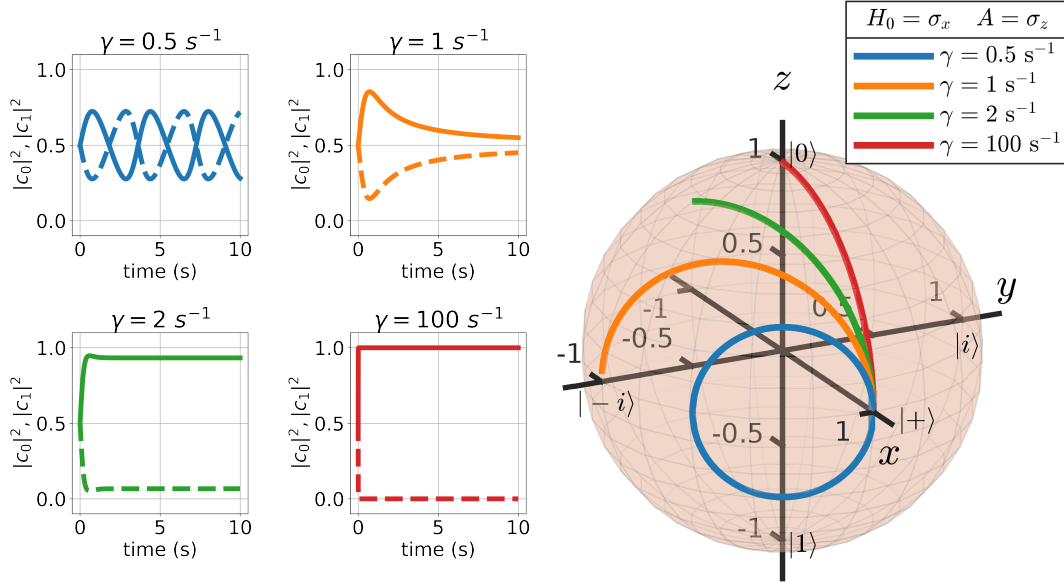 γ = 0.5 s⁻¹
1.0
0.5
0.0
|c₀|², |c₁|²
0
5
10
time (s)
γ = 1 s⁻¹
1.0
0.5
0.0
|c₀|², |c₁|²
0
5
10
time (s)
γ = 2 s⁻¹
1.0
0.5
0.0
|c₀|², |c₁|²
0
5
10
time (s)
γ = 100 s⁻¹
1.0
0.5
0.0
|c₀|², |c₁|²
0
5
10
time (s)
H₀ = σₓ A = σ_z
γ = 0.5 s⁻¹
γ = 1 s⁻¹
γ = 2 s⁻¹
γ = 100 s⁻¹
z
1
|0⟩
0.5
-0.5
-1
|1⟩
y
1
|i⟩
0.5
-0.5
-1
|−i⟩
-1
1
|+⟩
x